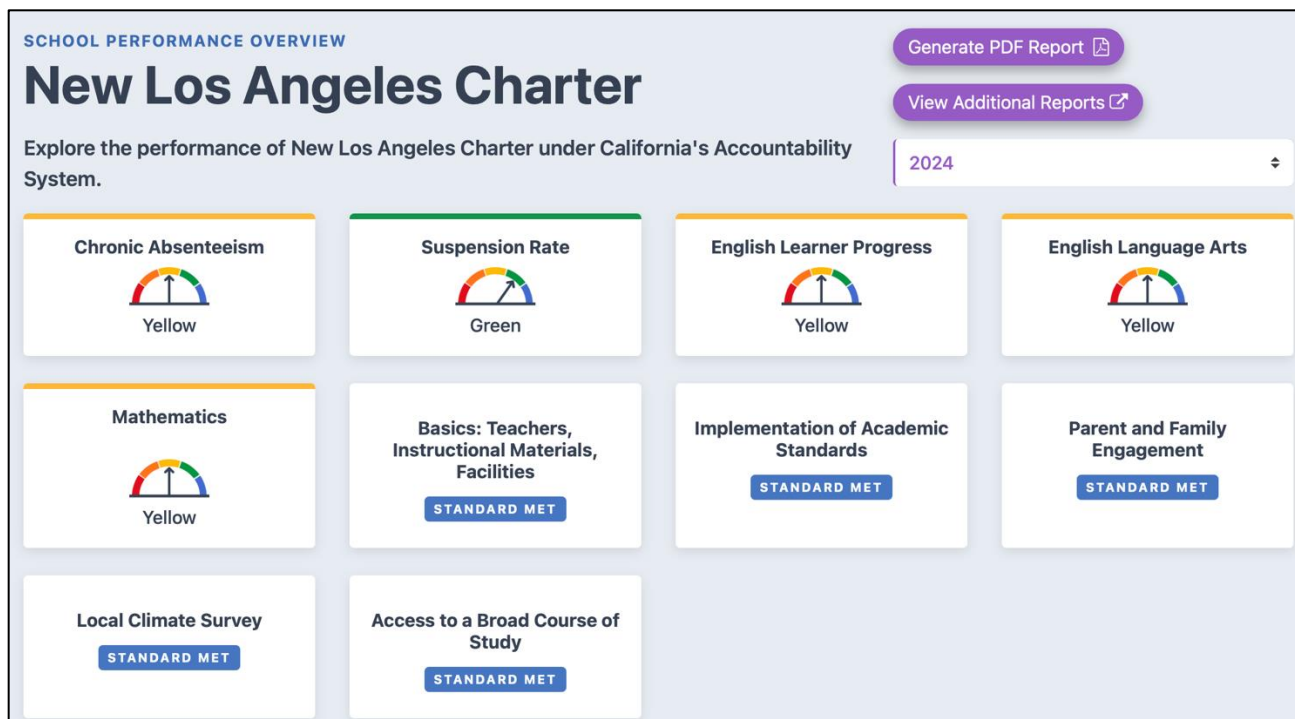 SCHOOL PERFORMANCE OVERVIEW
New Los Angeles Charter
Explore the performance of New Los Angeles Charter under California's Accountability
System.
Generate PDF Report
View Additional Reports
2024
Chronic Absenteeism
Yellow
Suspension Rate
Green
English Learner Progress
Yellow
English Language Arts
Yellow
Mathematics
Yellow
Basics: Teachers,
Instructional Materials,
Facilities
STANDARD MET
Implementation of Academic
Standards
STANDARD MET
Parent and Family
Engagement
STANDARD MET
Local Climate Survey
STANDARD MET
Access to a Broad Course of
Study
STANDARD MET